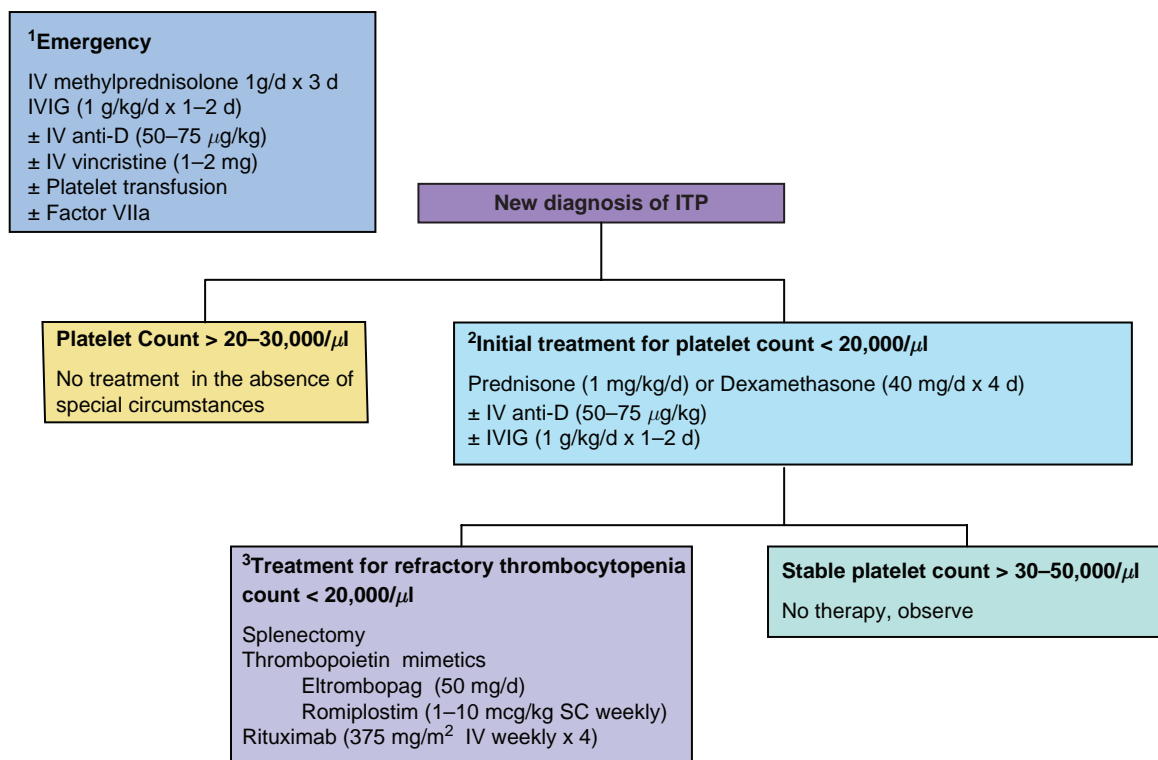 ¹Emergency
IV methylprednisolone 1g/d x 3 d
IVIG (1 g/kg/d x 1–2 d)
± IV anti-D (50–75 μg/kg)
± IV vincristine (1–2 mg)
± Platelet transfusion
± Factor VIIa
New diagnosis of ITP
Platelet Count > 20–30,000/μl
No treatment in the absence of
special circumstances
²Initial treatment for platelet count < 20,000/μl
Prednisone (1 mg/kg/d) or Dexamethasone (40 mg/d x 4 d)
± IV anti-D (50–75 μg/kg)
± IVIG (1 g/kg/d x 1–2 d)
³Treatment for refractory thrombocytopenia
count < 20,000/μl
Splenectomy
Thrombopoietin mimetics
Eltrombopag (50 mg/d)
Romiplostim (1–10 mcg/kg SC weekly)
Rituximab (375 mg/m² IV weekly x 4)
Stable platelet count > 30–50,000/μl
No therapy, observe